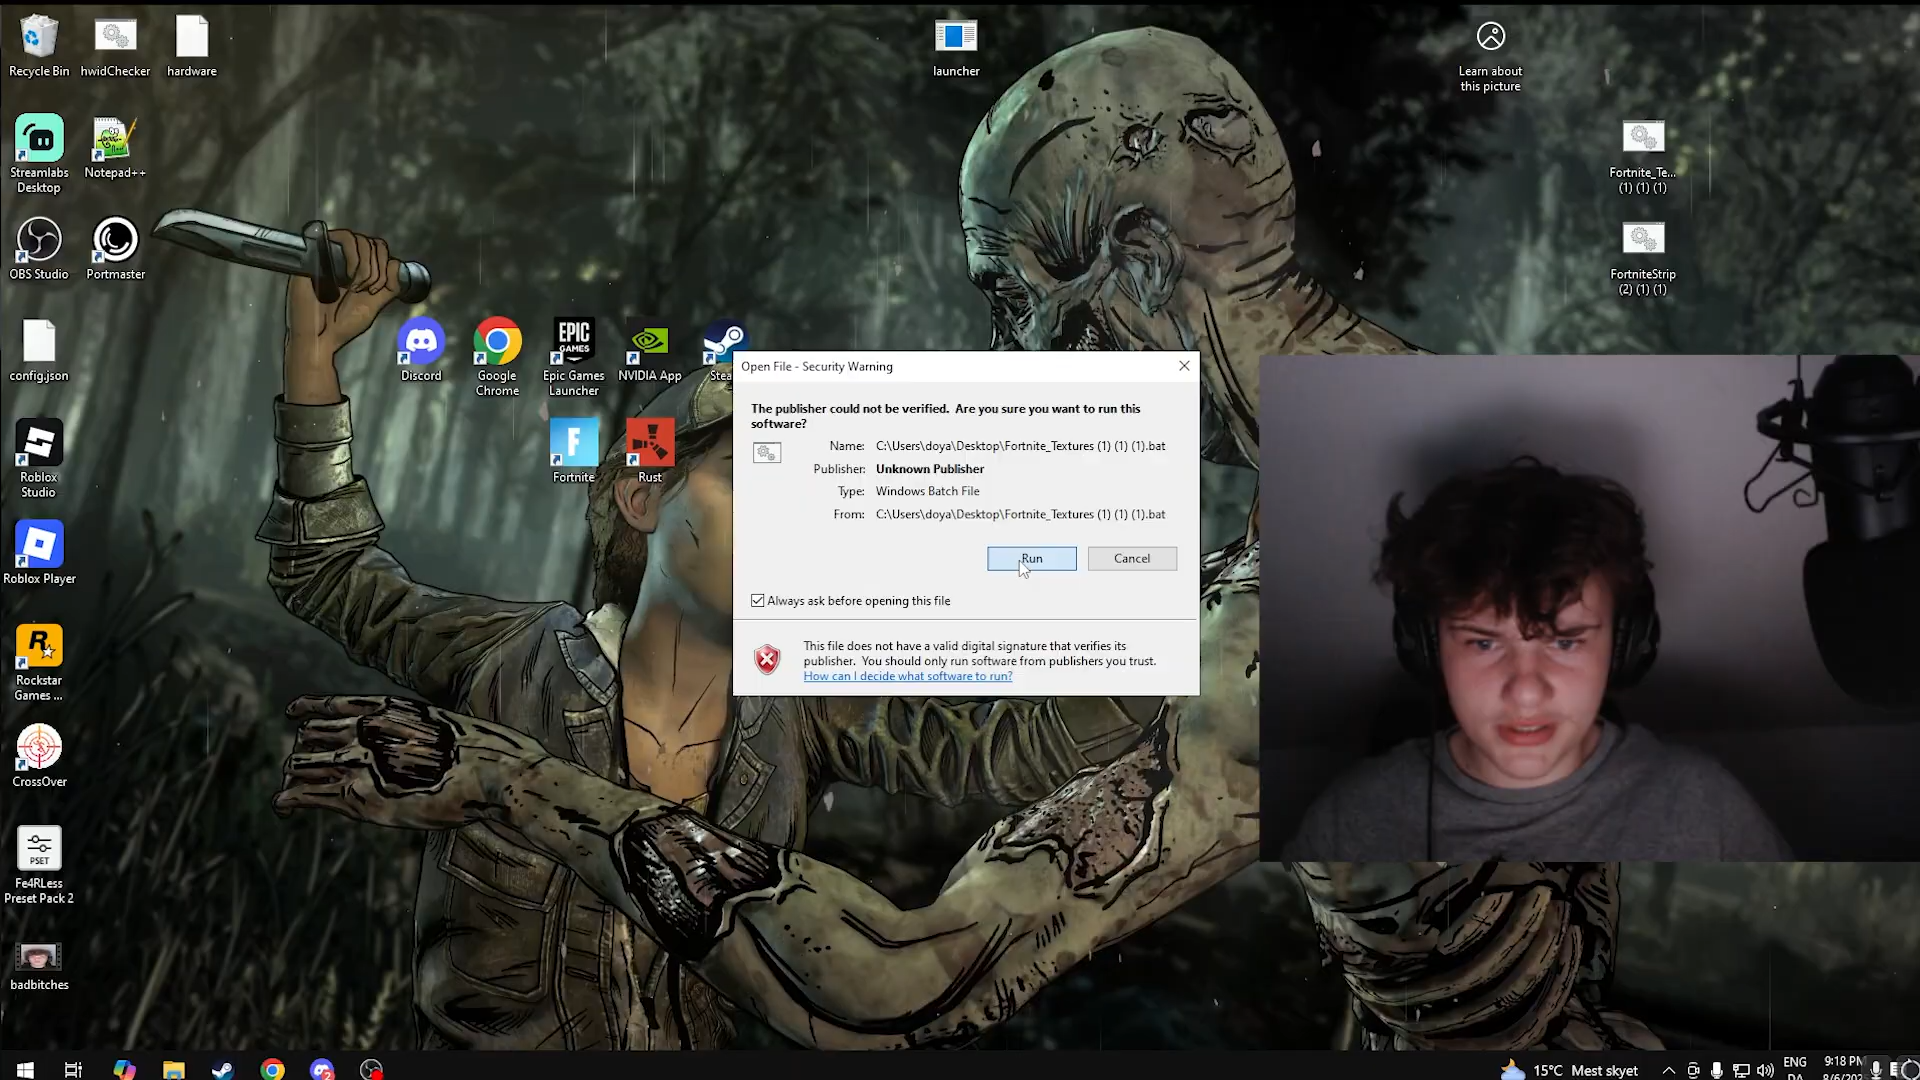 Recycle Bin
hwidChecker
hardware
launcher
Learn about
this picture
Streamlabs
Desktop
Notepad++
Fortnite_Te...
(1) (1) (1)
OBS Studio
Portmaster
FortniteStrip
(2) (1) (1)
config.json
Discord
Google
Chrome
EPIC
GAMES
Epic Games
Launcher
NVIDIA App
Roblox
Studio
F
Fortnite
Rust
Open File - Security Warning
The publisher could not be verified. Are you sure you want to run this
software?
Name: C:\Users\doya\Desktop\Fortnite_Textures (1) (1) (1).bat
Publisher: Unknown Publisher
Type: Windows Batch File
From: C:\Users\doya\Desktop\Fortnite_Textures (1) (1) (1).bat
Run
Cancel
Always ask before opening this file
This file does not have a valid digital signature that verifies its
publisher. You should only run software from publishers you trust.
How can I decide what software to run?
Roblox Player
R
Rockstar
Games ...
CrossOver
PSET
Fe4RLess
Preset Pack 2
badbitches
2
15°C Mest skyet
ENG
9:18 PM